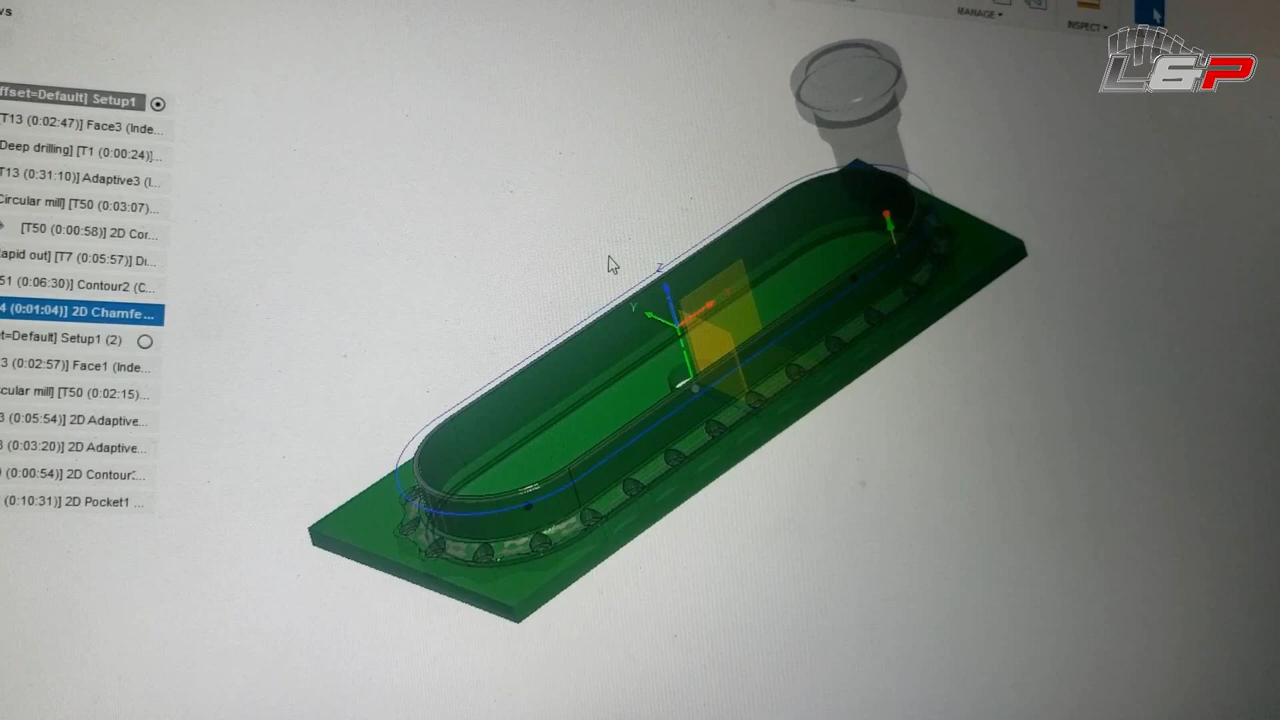 ws
MANAGE
INSPECT
L&P
ffset=Default] Setup1
[T13 (0:02:47)] Face3 (Inde...
Deep drilling] [T1 (0:00:24)]...
T13 (0:31:10)] Adaptive3 (I...
Circular mill] [T50 (0:03:07)...
[T50 (0:00:58)] 2D Con...
apid out] [T7 (0:05:57)] D...
51 (0:06:30)] Contour2 (C...
4 (0:01:04)] 2D Chamfe...
t=Default] Setup1 (2)
3 (0:02:57)] Face1 (Inde...
cular mill] [T50 (0:02:15)...
3 (0:05:54)] 2D Adaptive...
(0:03:20)] 2D Adaptive...
(0:00:54)] 2D Contour...
(0:10:31)] 2D Pocket1 ...
Z
Y